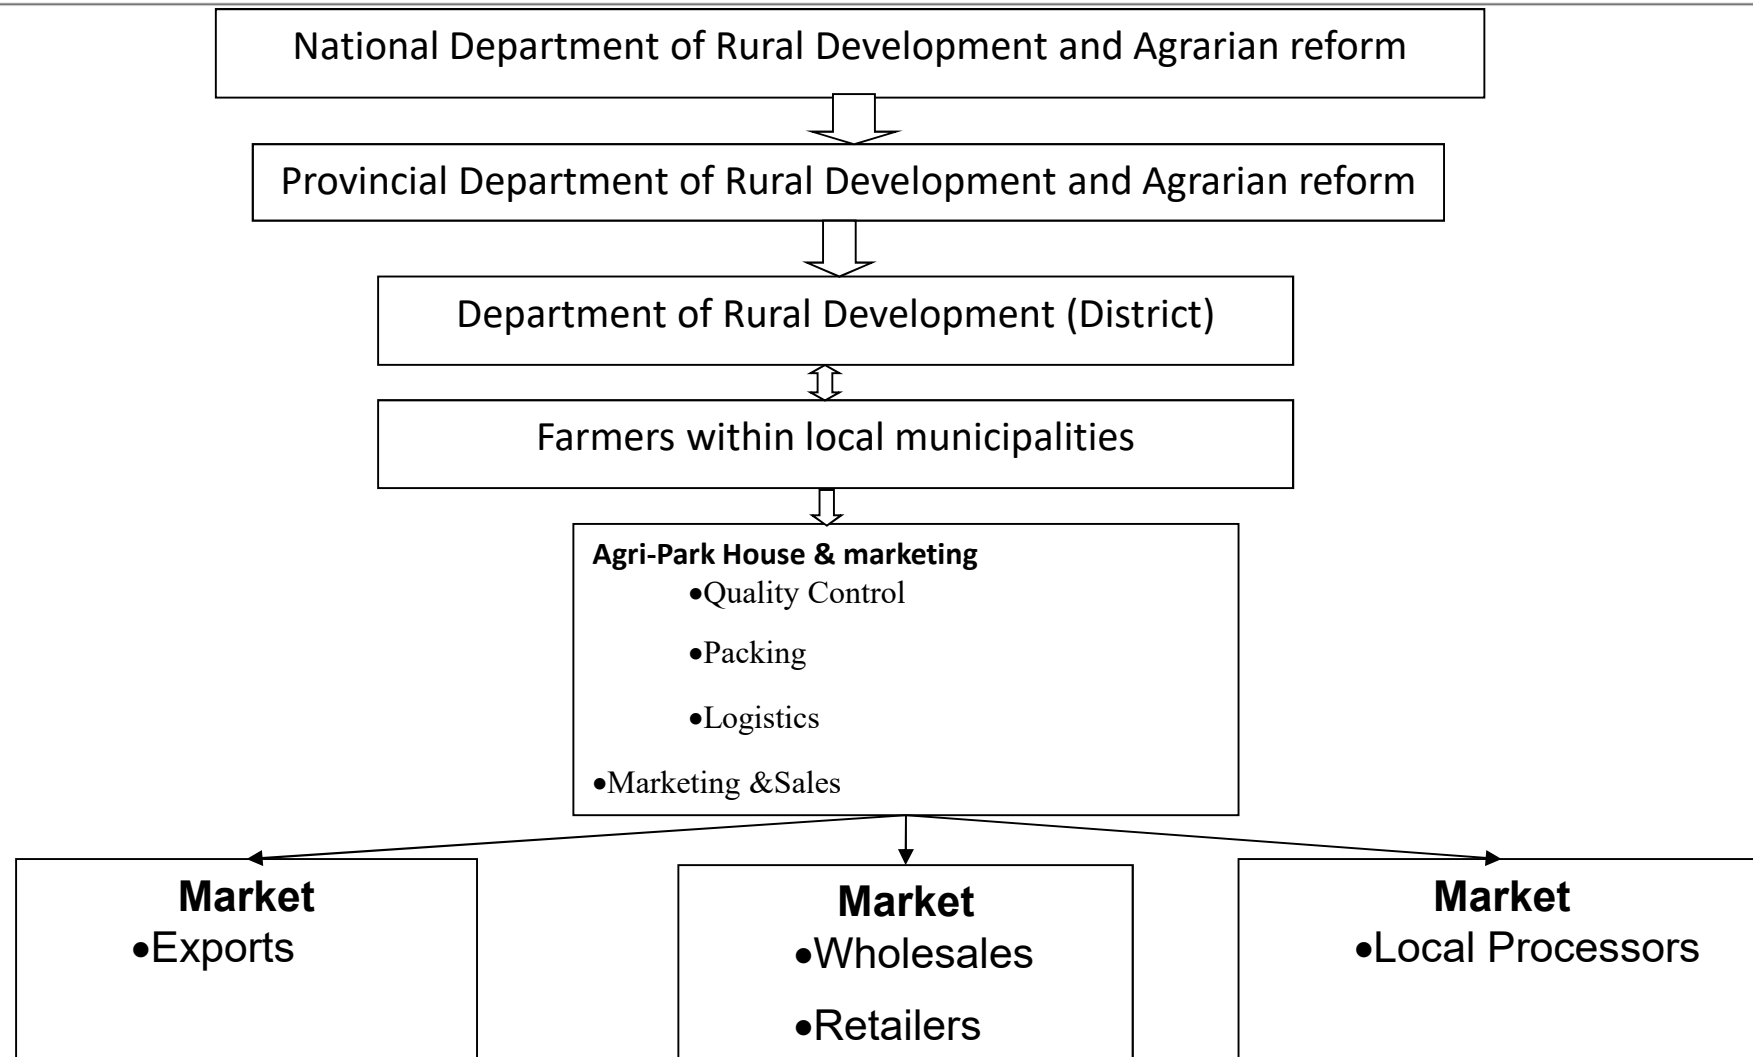 National Department of Rural Development and Agrarian reform
Provincial Department of Rural Development and Agrarian reform
Department of Rural Development (District)
Farmers within local municipalities
Agri-Park House & marketing
•Quality Control
•Packing
•Logistics
•Marketing &Sales
Market
•Exports
Market
•Wholesales
•Retailers
Market
•Local Processors